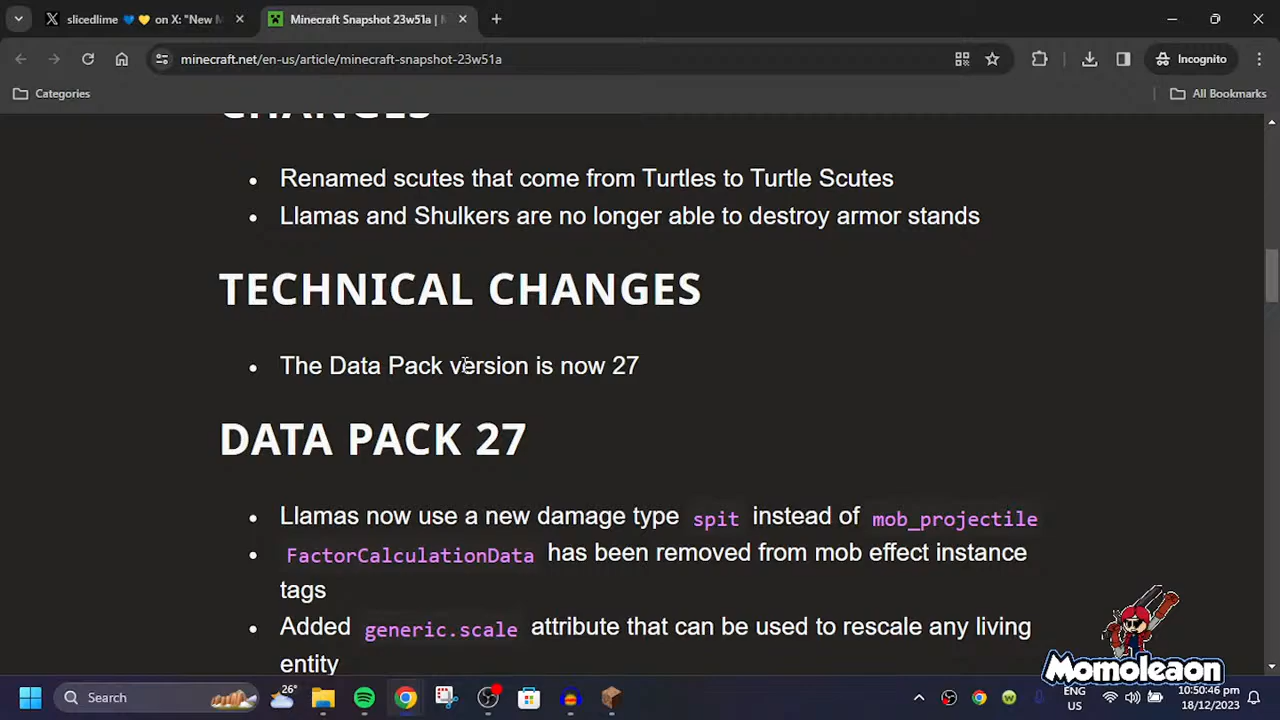 slicedlime 💙💛 on X: "New M
Minecraft Snapshot 23w51a |
minecraft.net/en-us/article/minecraft-snapshot-23w51a
Incognito
Categories
All Bookmarks
CHANGES
Renamed scutes that come from Turtles to Turtle Scutes
Llamas and Shulkers are no longer able to destroy armor stands
TECHNICAL CHANGES
The Data Pack version is now 27
DATA PACK 27
Llamas now use a new damage type spit instead of mob_projectile
FactorCalculationData has been removed from mob effect instance
tags
Added generic.scale attribute that can be used to rescale any living
entity
Momoleaon
Search
26°
ENG
US
10:50:46 pm
18/12/2023